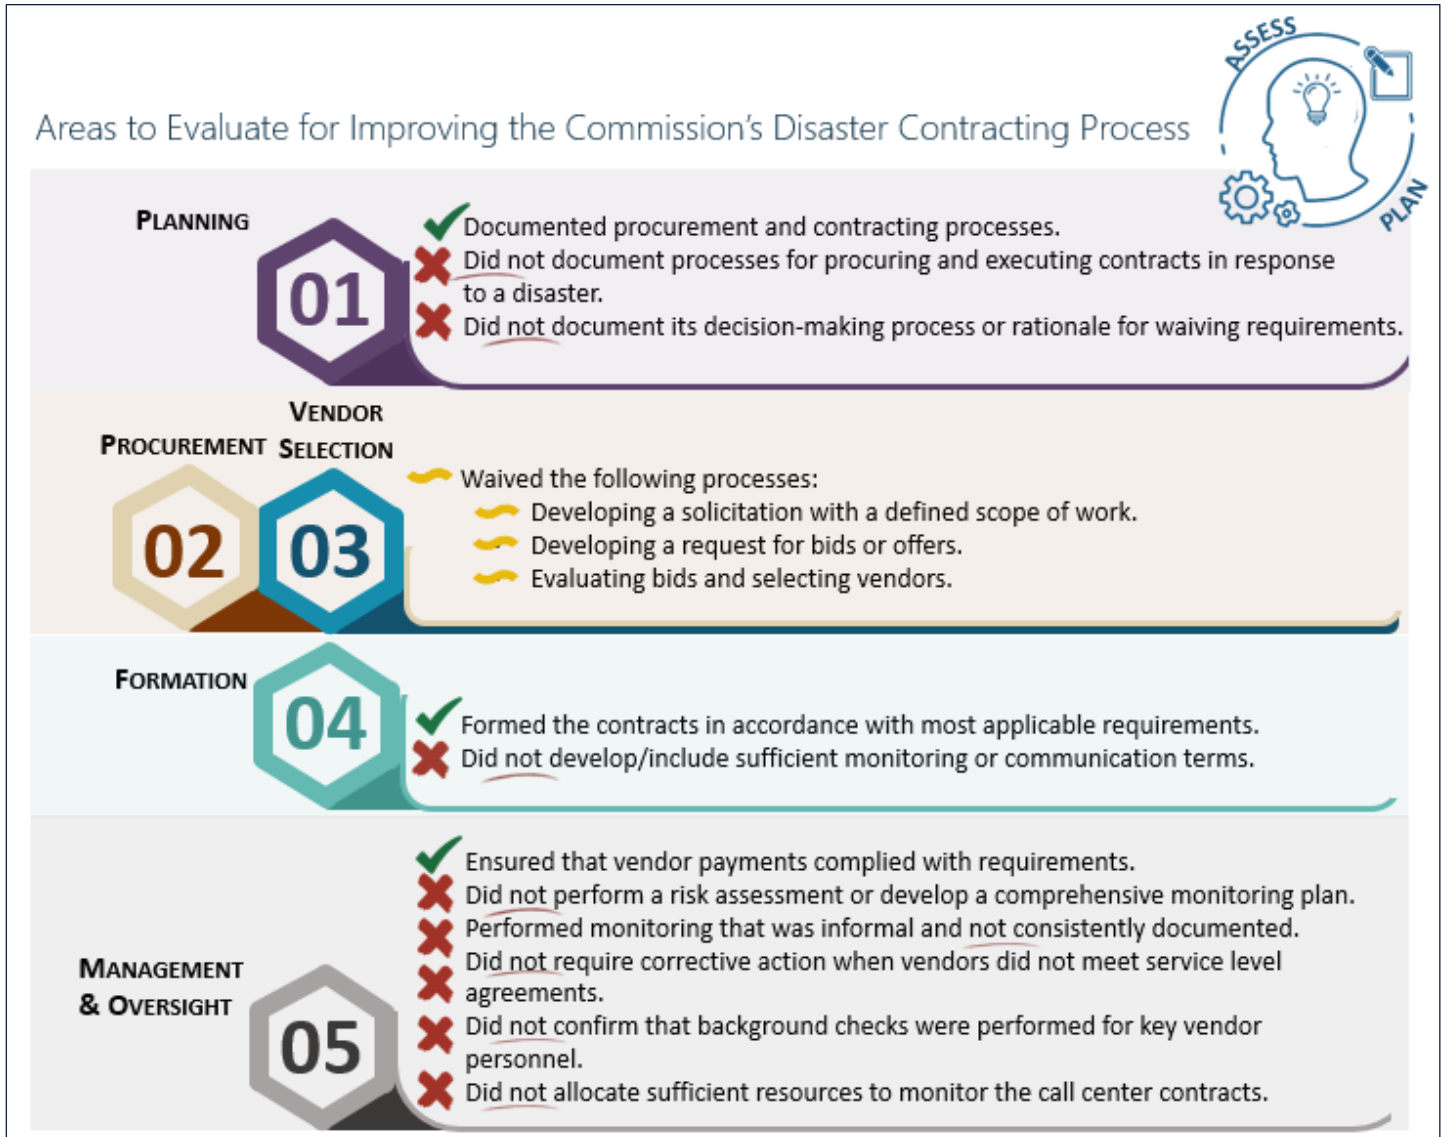 ASSESS
PLAN
Areas to Evaluate for Improving the Commission's Disaster Contracting Process
PLANNING
01
Documented procurement and contracting processes.
Did not document processes for procuring and executing contracts in response
to a disaster.
Did not document its decision-making process or rationale for waiving requirements.
PROCUREMENT
02
VENDOR
SELECTION
03
Waived the following processes:
Developing a solicitation with a defined scope of work.
Developing a request for bids or offers.
Evaluating bids and selecting vendors.
FORMATION
04
Formed the contracts in accordance with most applicable requirements.
Did not develop/include sufficient monitoring or communication terms.
MANAGEMENT
& OVERSIGHT
05
Ensured that vendor payments complied with requirements.
Did not perform a risk assessment or develop a comprehensive monitoring plan.
Performed monitoring that was informal and not consistently documented.
Did not require corrective action when vendors did not meet service level
agreements.
Did not confirm that background checks were performed for key vendor
personnel.
Did not allocate sufficient resources to monitor the call center contracts.